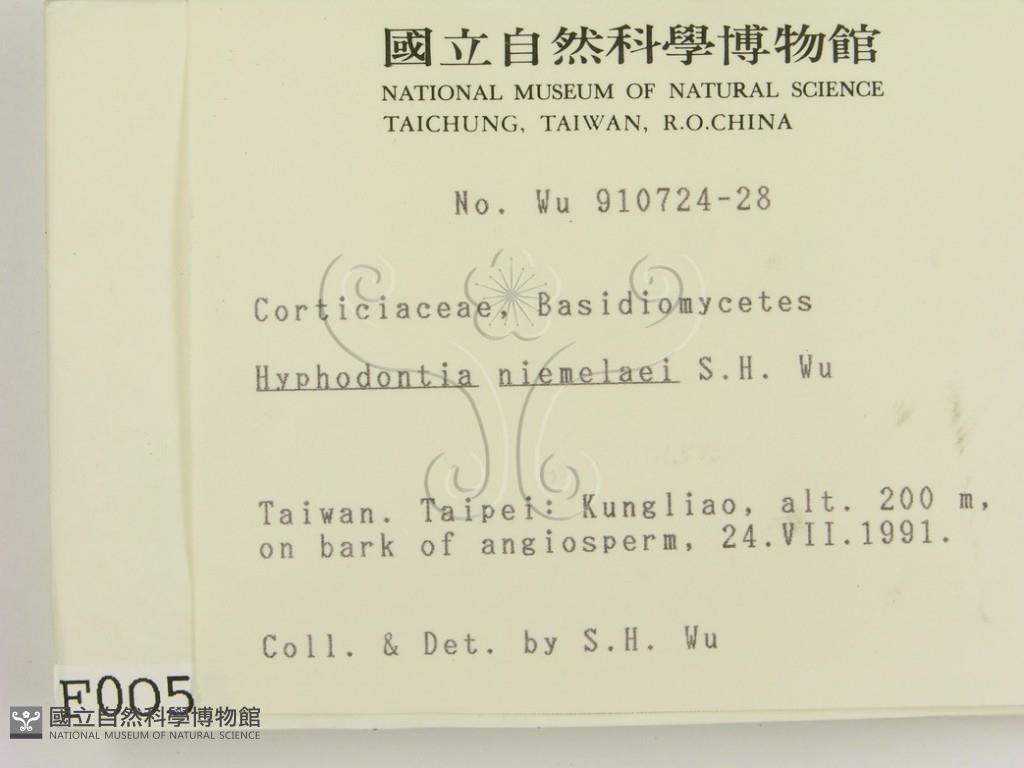 國立自然科學博物館
NATIONAL MUSEUM OF NATURAL SCIENCE
TAICHUNG, TAIWAN, R.O.CHINA
No. Wu 910724-28
Corticiaceae, Basidiomycetes
Hyphodontia niemelaei S.H. Wu
Taiwan. Taipei: Kungliao, alt. 200 m,
on bark of angiosperm, 24.VII.1991.
Coll. & Det. by S.H. Wu
F005
國立自然科學博物館
NATIONAL MUSEUM OF NATURAL SCIENCE